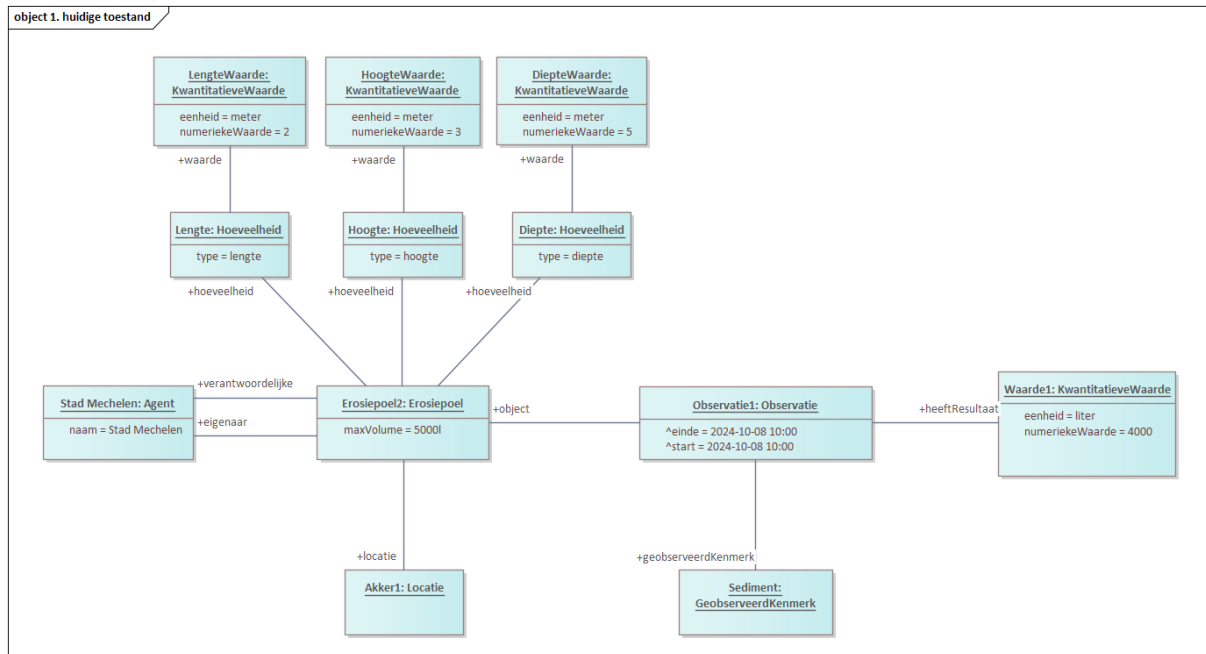 object 1. huidige toestand
LengteWaarde:
KwantitatieveWaarde
eenheid = meter
numeriekeWaarde = 2
HoogteWaarde:
KwantitatieveWaarde
eenheid = meter
numeriekeWaarde = 3
DiepteWaarde:
KwantitatieveWaarde
eenheid = meter
numeriekeWaarde = 5
+waarde
+waarde
+waarde
Lengte: Hoeveelheid
type = lengte
Hoogte: Hoeveelheid
type = hoogte
Diepte: Hoeveelheid
type = diepte
+hoeveelheid
+hoeveelheid
+hoeveelheid
Stad Mechelen: Agent
naam = Stad Mechelen
+verantwoordelijke
+eigenaar
Erosiepoel2: Erosiepoel
maxVolume = 5000l
+object
Observatie1: Observatie
^einde = 2024-10-08 10:00
^start = 2024-10-08 10:00
+heeftResultaat
Waarde1: KwantitatieveWaarde
eenheid = liter
numeriekeWaarde = 4000
+locatie
+geobserveerdKenmerk
Akker1: Locatie
Sediment:
GeobserveerdKenmerk